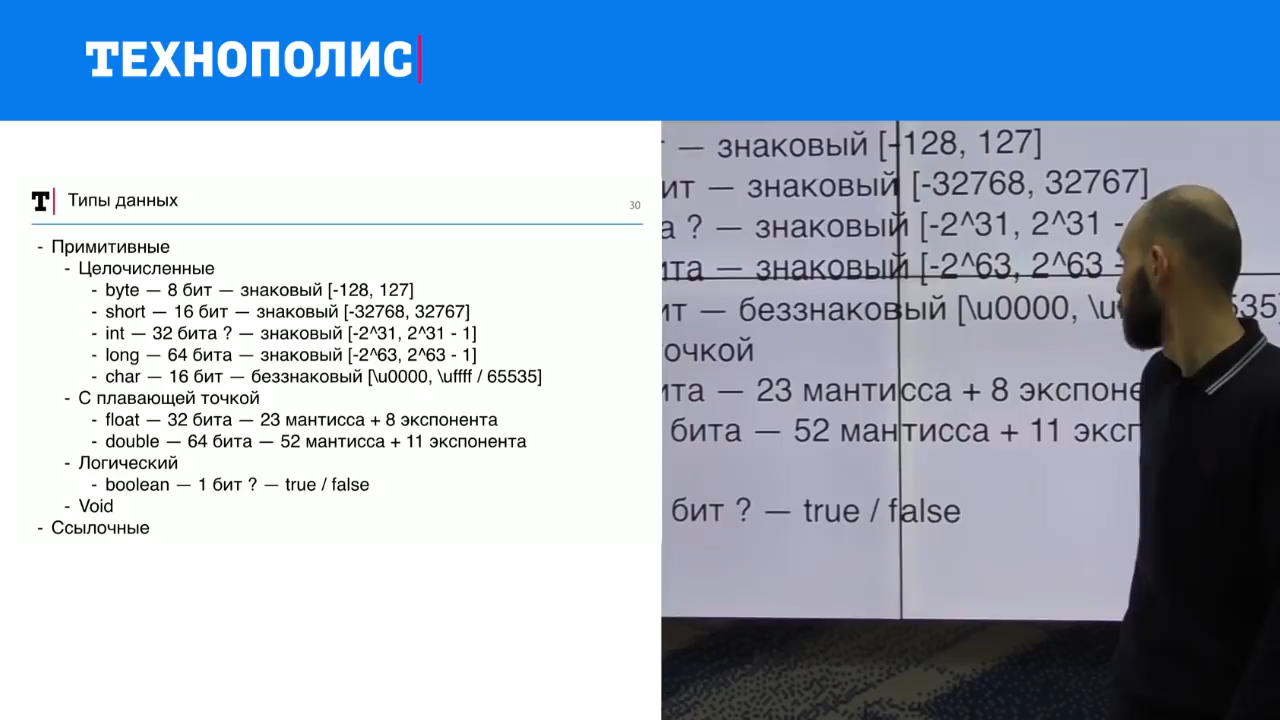 ТЕХНОПОЛИС
T Типы данных
30
- Примитивные
- Целочисленные
- byte — 8 бит — знаковый [-128, 127]
- short — 16 бит — знаковый [-32768, 32767]
- int — 32 бита ? — знаковый [-2^31, 2^31 - 1]
- long — 64 бита — знаковый [-2^63, 2^63 - 1]
- char — 16 бит — беззнаковый [\u0000, \uffff / 65535]
- С плавающей точкой
- float — 32 бита — 23 мантисса + 8 экспонента
- double — 64 бита — 52 мантисса + 11 экспонента
- Логический
- boolean — 1 бит ? — true / false
- Void
- Ссылочные
— знаковый [-128, 127]
ит — знаковый [-32768, 32767]
а ? — знаковый [-2^31, 2^31 -
ита — знаковый [-2^63, 2^63 -
ит — беззнаковый [\u0000, \u 535]
очкой
ита — 23 мантисса + 8 экспоне
бита — 52 мантисса + 11 эксп
бит ? — true / false